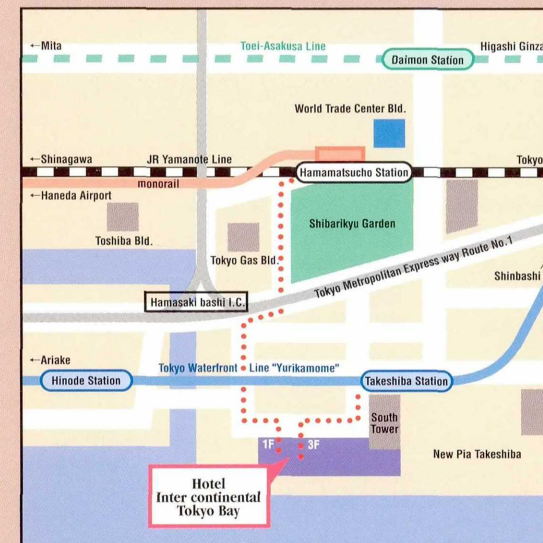 ←Mita
Toei-Asakusa Line
Higashi Ginza
Daimon Station
World Trade Center Bld.
←Shinagawa
JR Yamanote Line
Tokyo
Hamamatsucho Station
monorail
←Haneda Airport
Toshiba Bld.
Tokyo Gas Bld.
Shibarikyu Garden
Tokyo Metropolitan Express way Route No.1
Shinbashi
Hamasaki bashi I.C.
←Ariake
Tokyo Waterfront Line "Yurikamome"
Hinode Station
Takeshiba Station
South
Tower
1F
3F
New Pia Takeshiba
Hotel
Inter continental
Tokyo Bay